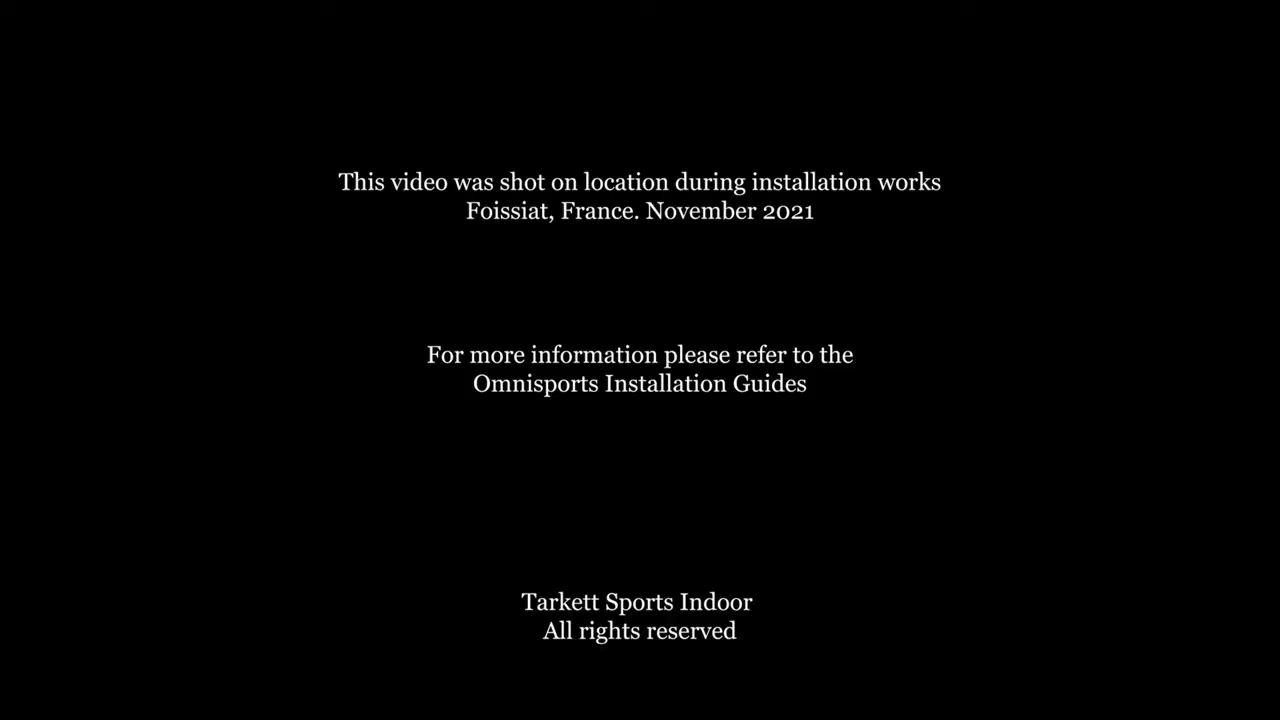 This video was shot on location during installation works
Foissiat, France. November 2021
For more information please refer to the
Omnisports Installation Guides
Tarkett Sports Indoor
All rights reserved